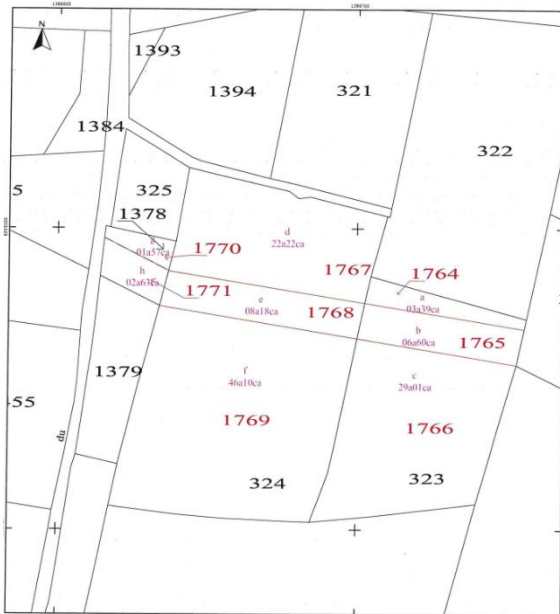 N
1393
1394
321
1384
322
5
325
1378
d
22a22ca
1770
01a57ca
1767
1764
h
02a63ca
1771
a
03a39ca
e
08a18ca
1768
b
06a60ca
1765
1379
f
46a10ca
c
29a01ca
55
1769
1766
du
324
323